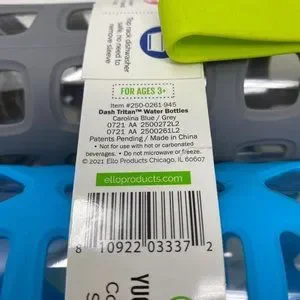 Top rack dishwasher
safe, no need to
remove sleeve
FOR AGES 3+
Item #250-0261-945
Dash Tritan™ Water Bottles
Carolina Blue / Grey
0721 AA 2500272L2
0721 AA 2500261L2
Patents Pending / Made in China
• Not for use with hot or carbonated
beverages. • Do not microwave or freeze.
© 2021 Ello Products Chicago, IL 60607
elloproducts.com
8 10922 03337 2